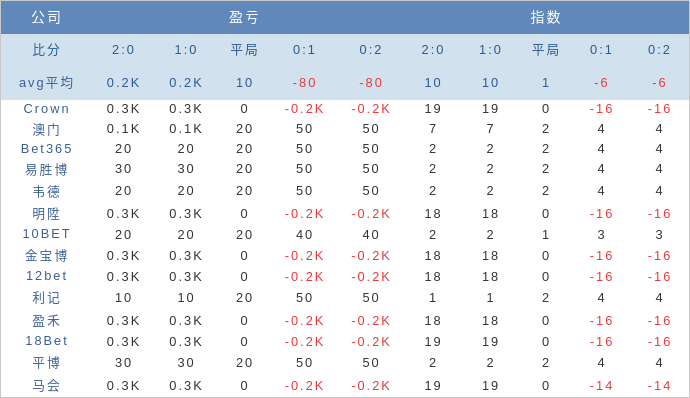 公司 盈亏 指数
比分 2:0 1:0 平局 0:1 0:2 2:0 1:0 平局 0:1 0:2
avg平均 0.2K 0.2K 10 -80 -80 10 10 1 -6 -6
Crown 0.3K 0.3K 0 -0.2K -0.2K 19 19 0 -16 -16
澳门 0.1K 0.1K 20 50 50 7 7 2 4 4
Bet365 20 20 20 50 50 2 2 2 4 4
易胜博 30 30 20 50 50 2 2 2 4 4
韦德 20 20 20 50 50 2 2 2 4 4
明陞 0.3K 0.3K 0 -0.2K -0.2K 18 18 0 -16 -16
10BET 20 20 20 40 40 2 2 1 3 3
金宝博 0.3K 0.3K 0 -0.2K -0.2K 18 18 0 -16 -16
12bet 0.3K 0.3K 0 -0.2K -0.2K 18 18 0 -16 -16
利记 10 10 20 50 50 1 1 2 4 4
盈禾 0.3K 0.3K 0 -0.2K -0.2K 18 18 0 -16 -16
18Bet 0.3K 0.3K 0 -0.2K -0.2K 19 19 0 -16 -16
平博 30 30 20 50 50 2 2 2 4 4
马会 0.3K 0.3K 0 -0.2K -0.2K 19 19 0 -14 -14